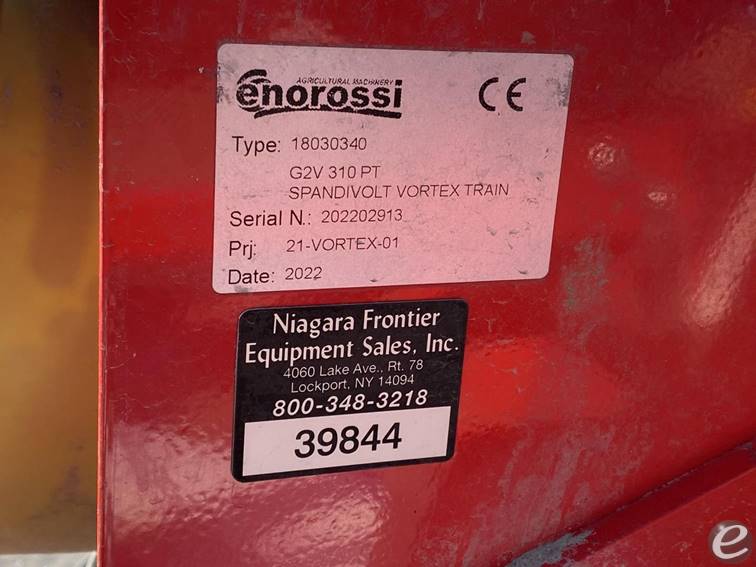 AGRICULTURAL MACHINERY
enorossi
CE
Type: 18030340
G2V 310 PT
SPANDIVOLT VORTEX TRAIN
Serial N.: 202202913
Prj: 21-VORTEX-01
Date: 2022
Niagara Frontier
Equipment Sales, Inc.
4060 Lake Ave., Rt. 78
Lockport, NY 14094
800-348-3218
39844
e